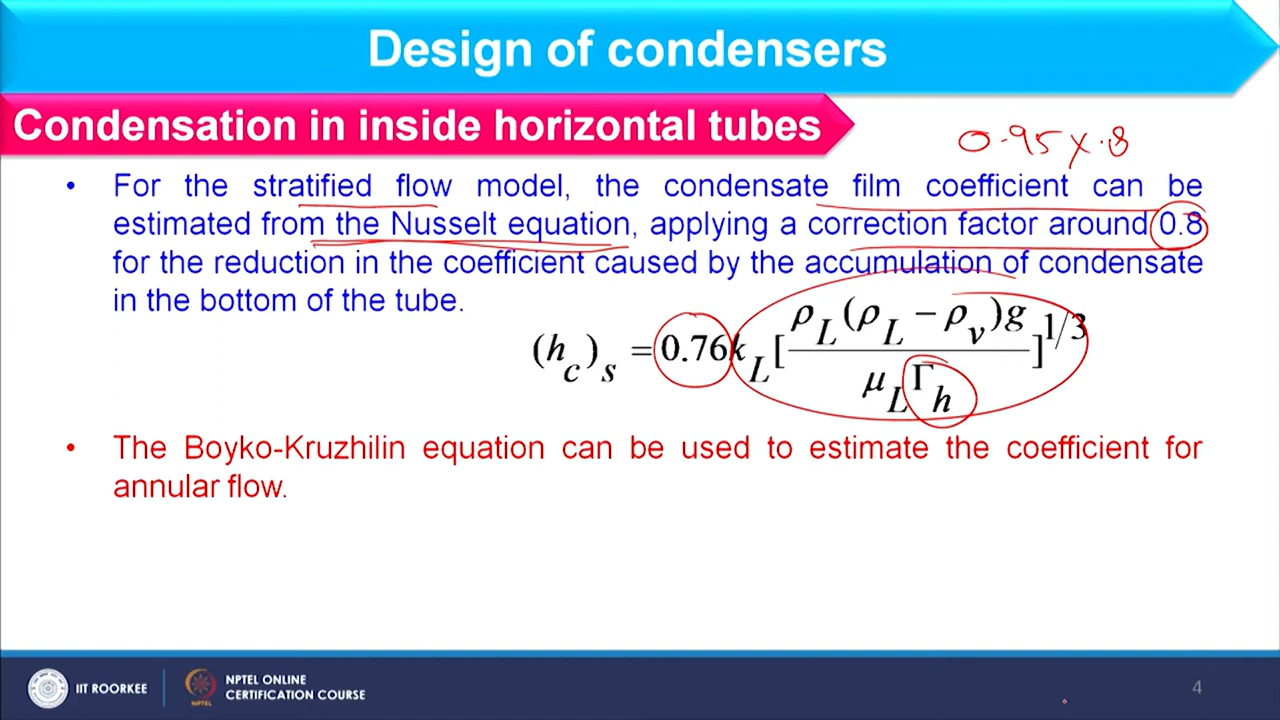 Design of condensers
Condensation in inside horizontal tubes
0.95 x .8
• For the stratified flow model, the condensate film coefficient can be
estimated from the Nusselt equation, applying a correction factor around 0.8
for the reduction in the coefficient caused by the accumulation of condensate
in the bottom of the tube.
(h_c)_s = 0.76k_L[ρ_L(ρ_L − ρ_v)g / μ_LΓ_h]^1/3
• The Boyko-Kruzhilin equation can be used to estimate the coefficient for
annular flow.
IIT ROORKEE
NPTEL
NPTEL ONLINE
CERTIFICATION COURSE
4